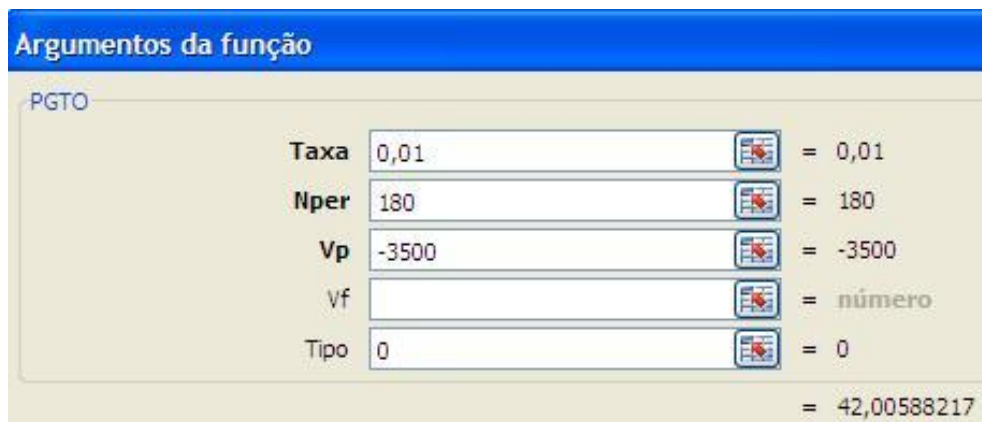 Argumentos da função
PGTO
Taxa 0,01 = 0,01
Nper 180 = 180
Vp -3500 = -3500
Vf = número
Tipo 0 = 0
= 42,00588217